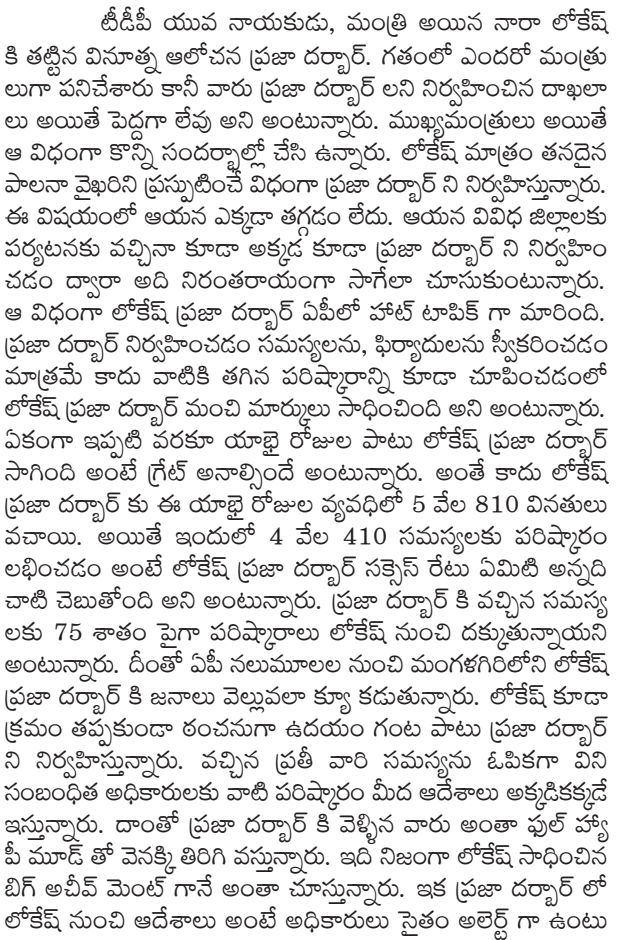 టీడీపీ యువ నాయకుడు, మంత్రి అయిన నారా లోకేష్
కి తట్టిన వినూత్న ఆలోచన ప్రజా దర్బార్. గతంలో ఎందరో మంత్రు
లుగా పనిచేశారు కానీ వారు ప్రజా దర్బార్ లని నిర్వహించిన దాఖలా
లు అయితే పెద్దగా లేవు అని అంటున్నారు. ముఖ్యమంత్రులు అయితే
ఆ విధంగా కొన్ని సందర్భాల్లో చేసి ఉన్నారు. లోకేష్ మాత్రం తనదైన
పాలనా వైఖరిని ప్రస్పుటించే విధంగా ప్రజా దర్బార్ ని నిర్వహిస్తున్నారు.
ఈ విషయంలో ఆయన ఎక్కడా తగ్గడం లేదు. ఆయన వివిధ జిల్లాలకు
పర్యటనకు వచ్చినా కూడా అక్కడ కూడా ప్రజా దర్బార్ ని నిర్వహిం
చడం ద్వారా అది నిరంతరాయంగా సాగేలా చూసుకుంటున్నారు.
ఆ విధంగా లోకేష్ ప్రజా దర్బార్ ఏపీలో హాట్ టాపిక్ గా మారింది.
ప్రజా దర్బార్ నిర్వహించడం సమస్యలను, ఫిర్యాదులను స్వీకరించడం
మాత్రమే కాదు వాటికి తగిన పరిష్కారాన్ని కూడా చూపించడంలో
లోకేష్ ప్రజా దర్బార్ మంచి మార్కులు సాధించింది అని అంటున్నారు.
ఏకంగా ఇప్పటి వరకూ యాభై రోజుల పాటు లోకేష్ ప్రజా దర్బార్
సాగింది అంటే గ్రేట్ అనాల్సిందే అంటున్నారు. అంతే కాదు లోకేష్
ప్రజా దర్బార్ కు ఈ యాభై రోజుల వ్యవధిలో 5 వేల 810 వినతులు
వచాయి. అయితే ఇందులో 4 వేల 410 సమస్యలకు పరిష్కారం
లభించడం అంటే లోకేష్ ప్రజా దర్బార్ సక్సెస్ రేటు ఏమిటి అన్నది
చాటి చెబుతోంది అని అంటున్నారు. ప్రజా దర్బార్ కి వచ్చిన సమస్య
లకు 75 శాతం పైగా పరిష్కారాలు లోకేష్ నుంచి దక్కుతున్నాయని
అంటున్నారు. దీంతో ఏపీ నలుమూలల నుంచి మంగళగిరిలోని లోకేష్
ప్రజా దర్బార్ కి జనాలు వెల్లువలా క్యూ కడుతున్నారు. లోకేష్ కూడా
క్రమం తప్పకుండా ఠంచనుగా ఉదయం గంట పాటు ప్రజా దర్బార్
ని నిర్వహిస్తున్నారు. వచ్చిన ప్రతీ వారి సమస్యను ఓపికగా విని
సంబంధిత అధికారులకు వాటి పరిష్కారం మీద ఆదేశాలు అక్కడికక్కడే
ఇస్తున్నారు. దాంతో ప్రజా దర్బార్ కి వెళ్ళిన వారు అంతా ఫుల్ హ్యా
పీ మూడ్ తో వెనక్కి తిరిగి వస్తున్నారు. ఇది నిజంగా లోకేష్ సాధించిన
బిగ్ అచీవ్ మెంట్ గానే అంతా చూస్తున్నారు. ఇక ప్రజా దర్బార్ లో
లోకేష్ నుంచి ఆదేశాలు అంటే అధికారులు సైతం అలెర్ట్ గా ఉంటు